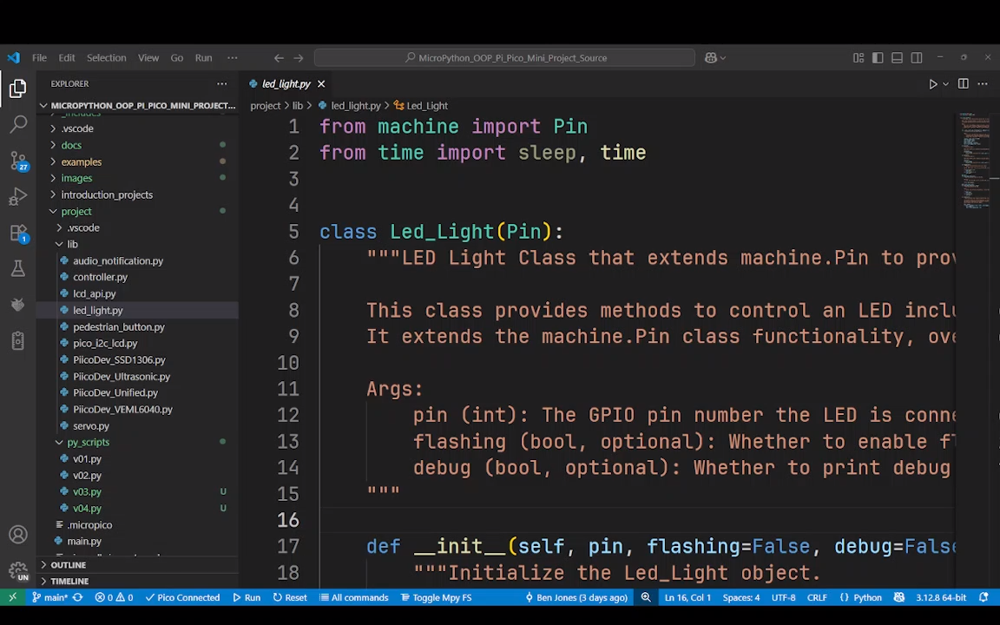 File Edit Selection View Go Run ···
MicroPython_OOP_Pi_Pico_Mini_Project_Source
EXPLORER ···
led_light.py
MICROPYTHON_OOP_PI_PICO_MINI_PROJECT...
project > lib > led_light.py > Led_Light
_includes
.vscode
docs
examples
images
introduction_projects
project
.vscode
lib
audio_notification.py
controller.py
lcd_api.py
led_light.py
pedestrian_button.py
pico_i2c_lcd.py
PiicoDev_SSD1306.py
PiicoDev_Ultrasonic.py
PiicoDev_Unified.py
PiicoDev_VEML6040.py
servo.py
py_scripts
v01.py
v02.py
v03.py U
v04.py U
.micropico
main.py
OUTLINE
TIMELINE
27
1
UN
1 from machine import Pin
2 from time import sleep, time
3
4
5 class Led_Light(Pin):
6 """LED Light Class that extends machine.Pin to prov
7
8 This class provides methods to control an LED inclu
9 It extends the machine.Pin class functionality, ove
10
11 Args:
12 pin (int): The GPIO pin number the LED is conne
13 flashing (bool, optional): Whether to enable fl
14 debug (bool, optional): Whether to print debug
15 """
16
17 def __init__(self, pin, flashing=False, debug=False
18 """Initialize the Led_Light object.
main* 0 0 Pico Connected Run Reset All commands Toggle Mpy FS Ben Jones (3 days ago) Ln 16, Col 1 Spaces: 4 UTF-8 CRLF {} Python 3.12.8 64-bit